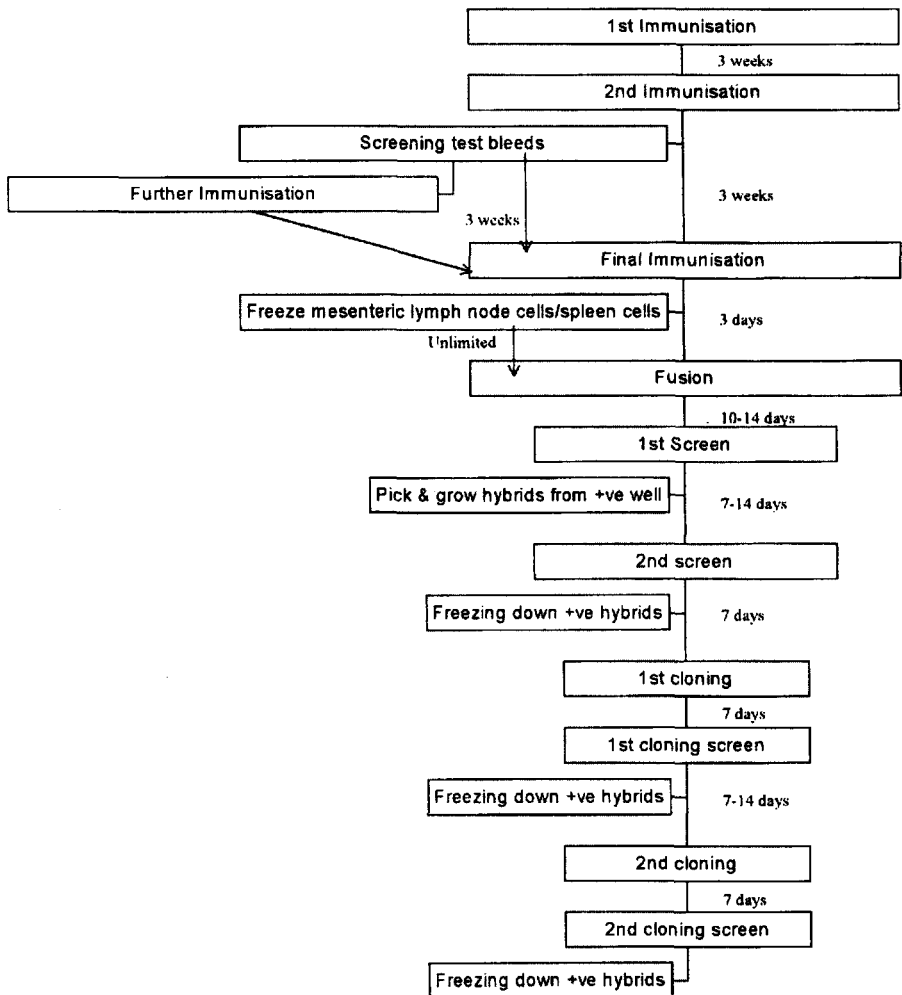 1st Immunisation
3 weeks
2nd Immunisation
Screening test bleeds
Further Immunisation
3 weeks
3 weeks
Final Immunisation
Freeze mesenteric lymph node cells/spleen cells
3 days
Unlimited
Fusion
10-14 days
1st Screen
Pick & grow hybrids from +ve well
7-14 days
2nd screen
Freezing down +ve hybrids
7 days
1st cloning
7 days
1st cloning screen
Freezing down +ve hybrids
7-14 days
2nd cloning
7 days
2nd cloning screen
Freezing down +ve hybrids